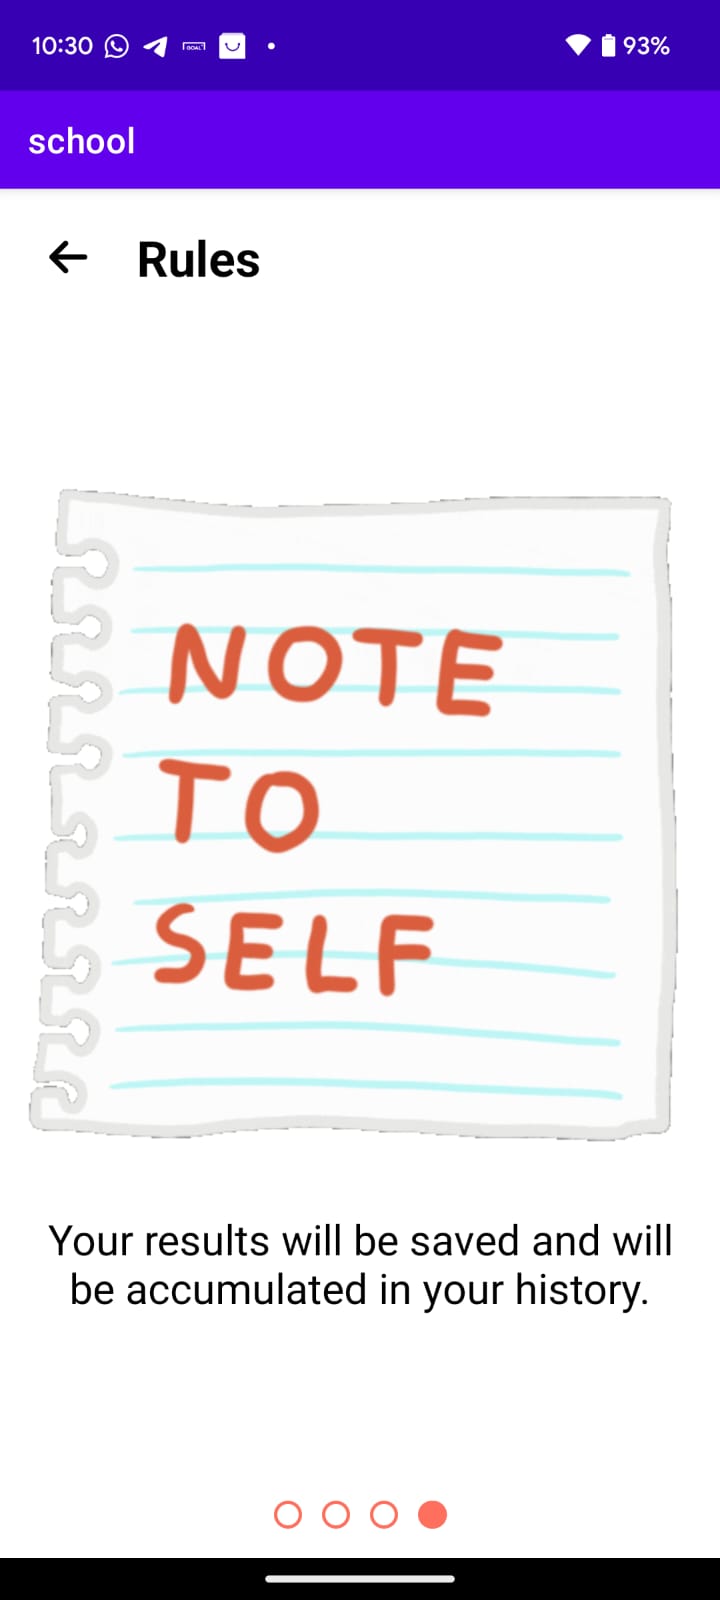 10:30
93%
school
Rules
NOTE
TO
SELF
Your results will be saved and will
be accumulated in your history.